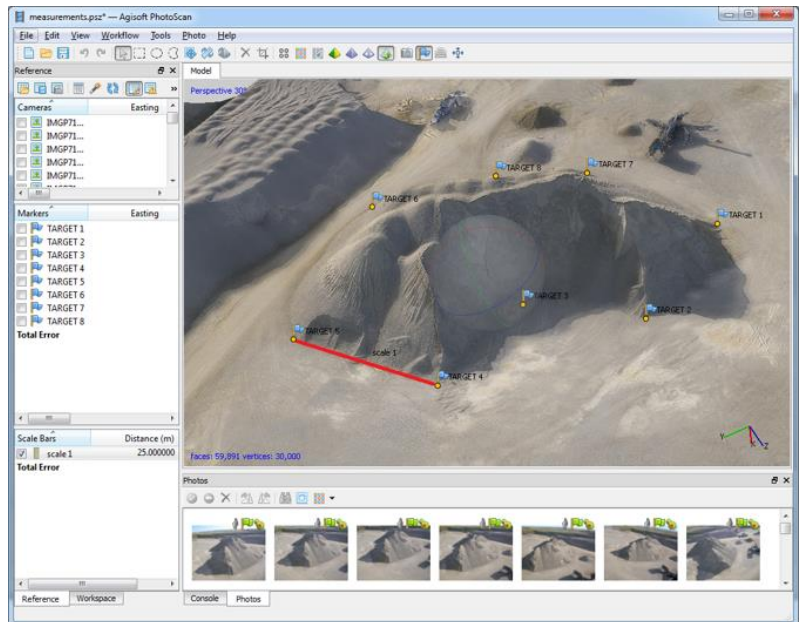 measurements.psz* — Agisoft PhotoScan
File Edit View Workflow Tools Photo Help
Reference
Model
»
Cameras Easting
IMGP71...
IMGP71...
IMGP71...
IMGP71...
Perspective 30°
TARGET 8
TARGET 7
TARGET 6
TARGET 1
TARGET 3
TARGET 2
TARGET 5
scale 1
TARGET 4
Y X Z
faces: 59,891 vertices: 30,000
Markers Easting
TARGET 1
TARGET 2
TARGET 3
TARGET 4
TARGET 5
TARGET 6
TARGET 7
TARGET 8
Total Error
Scale Bars Distance (m)
scale 1 25.000000
Total Error
Photos
Reference Workspace
Console Photos